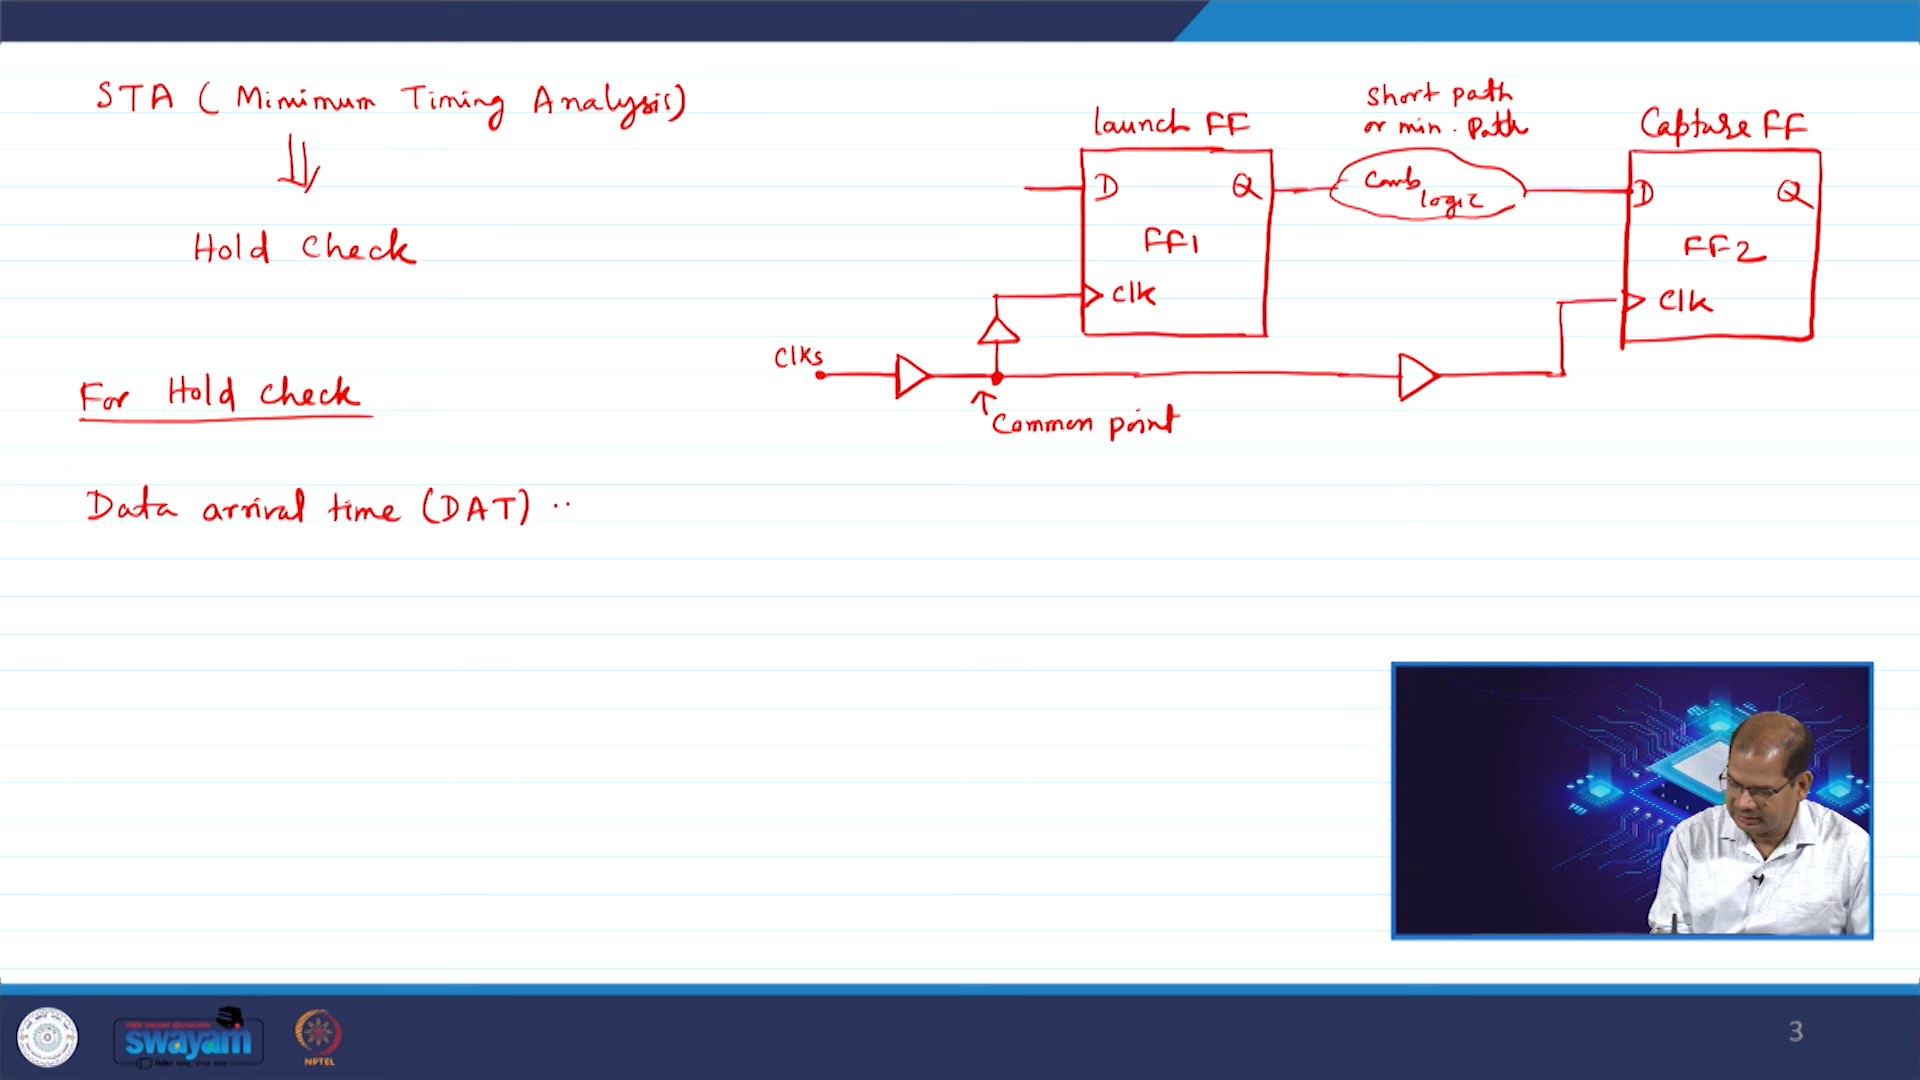 STA (Minimum Timing Analysis)
Hold Check
For Hold Check
Data arrival time (DAT) ..
launch FF
short path
or min. path
Capture FF
D Q
FF1
Clk
Comb
logic
D Q
FF2
Clk
Clks
Common point
swayam
NPTEL
3